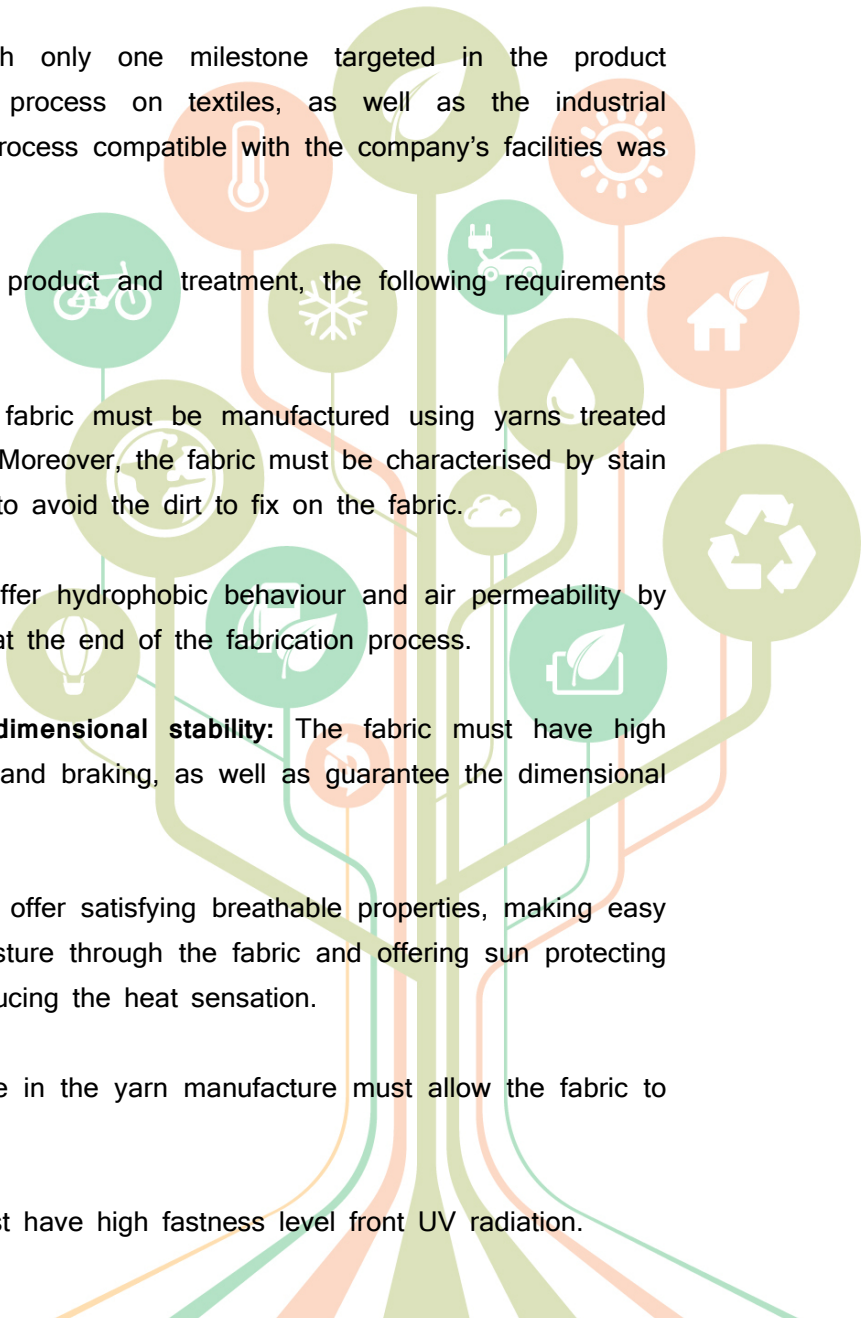 h only one milestone targeted in the product
process on textiles, as well as the industrial
rocess compatible with the company's facilities was
product and treatment, the following requirements
fabric must be manufactured using yarns treated
Moreover, the fabric must be characterised by stain
to avoid the dirt to fix on the fabric.
ffer hydrophobic behaviour and air permeability by
at the end of the fabrication process.
dimensional stability: The fabric must have high
and braking, as well as guarantee the dimensional
offer satisfying breathable properties, making easy
sture through the fabric and offering sun protecting
ucing the heat sensation.
e in the yarn manufacture must allow the fabric to
st have high fastness level front UV radiation.